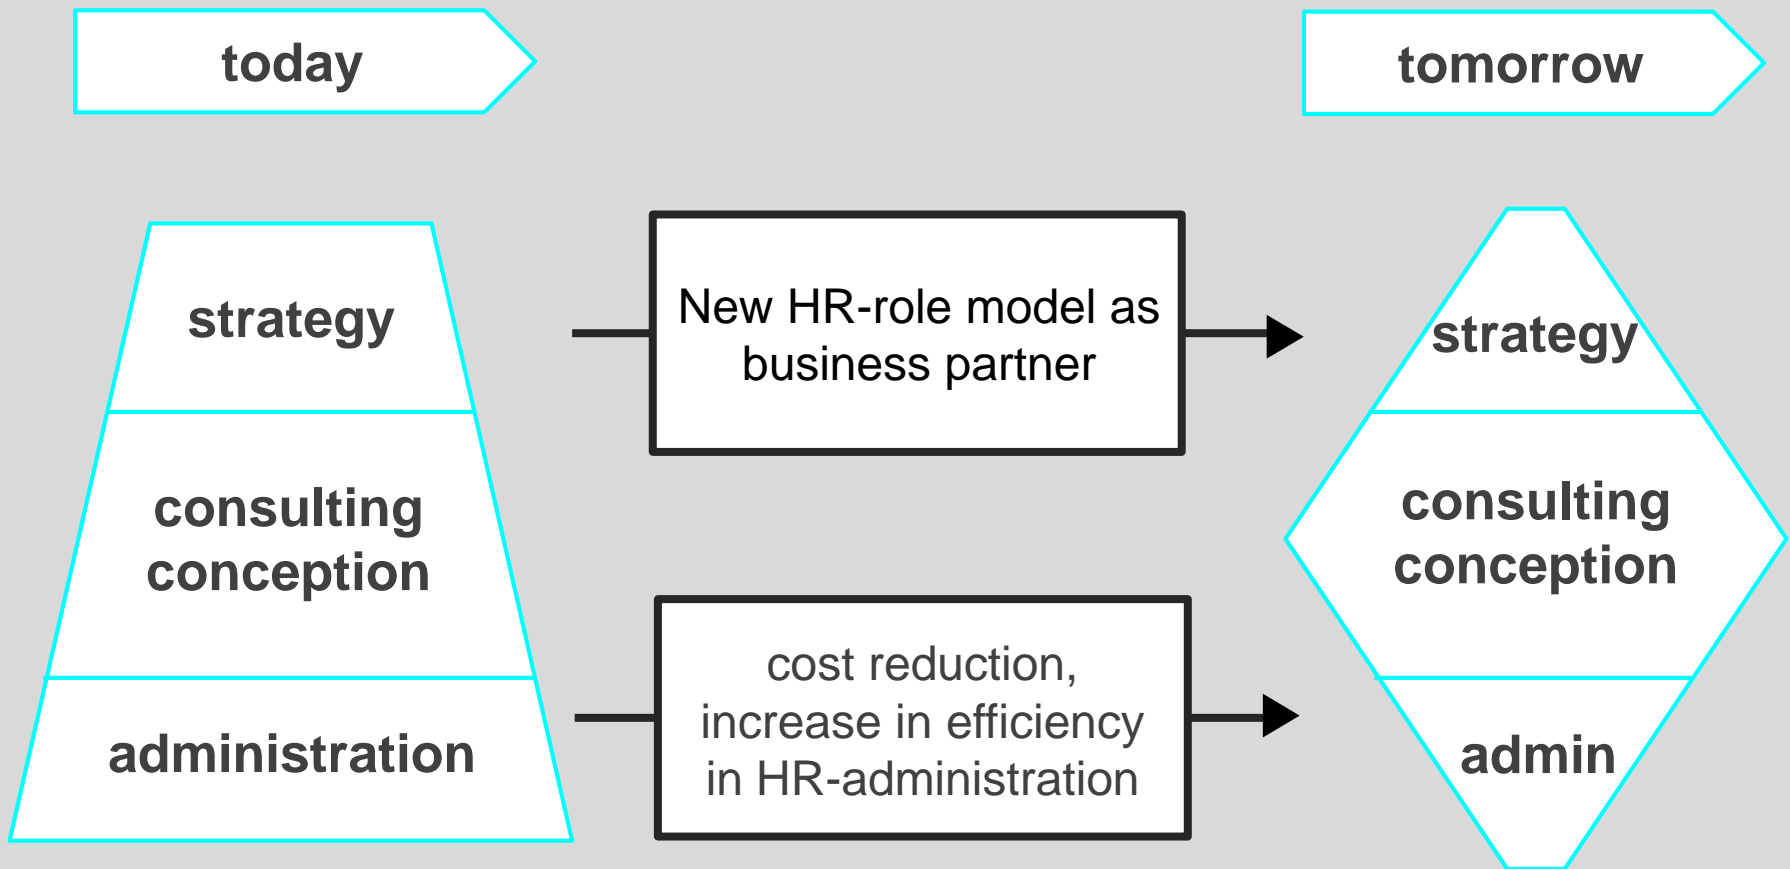 today
tomorrow
strategy
consulting
conception
administration
New HR-role model as
business partner
cost reduction,
increase in efficiency
in HR-administration
strategy
consulting
conception
admin